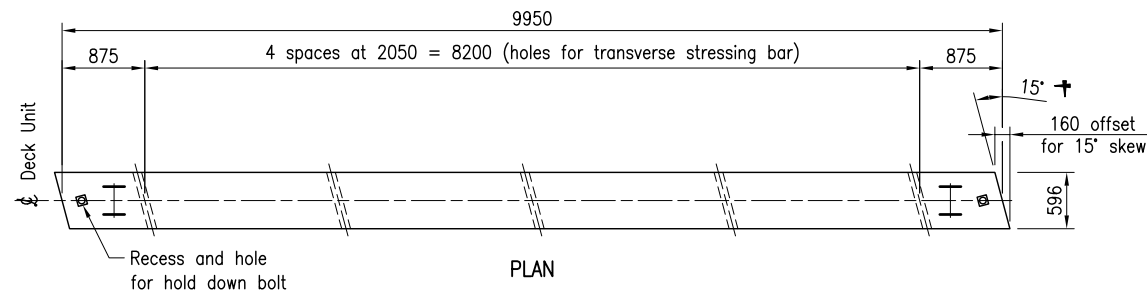 9950
875
4 spaces at 2050 = 8200 (holes for transverse stressing bar)
875
15°
160 offset
for 15° skew
℄ Deck Unit
596
Recess and hole
for hold down bolt
PLAN